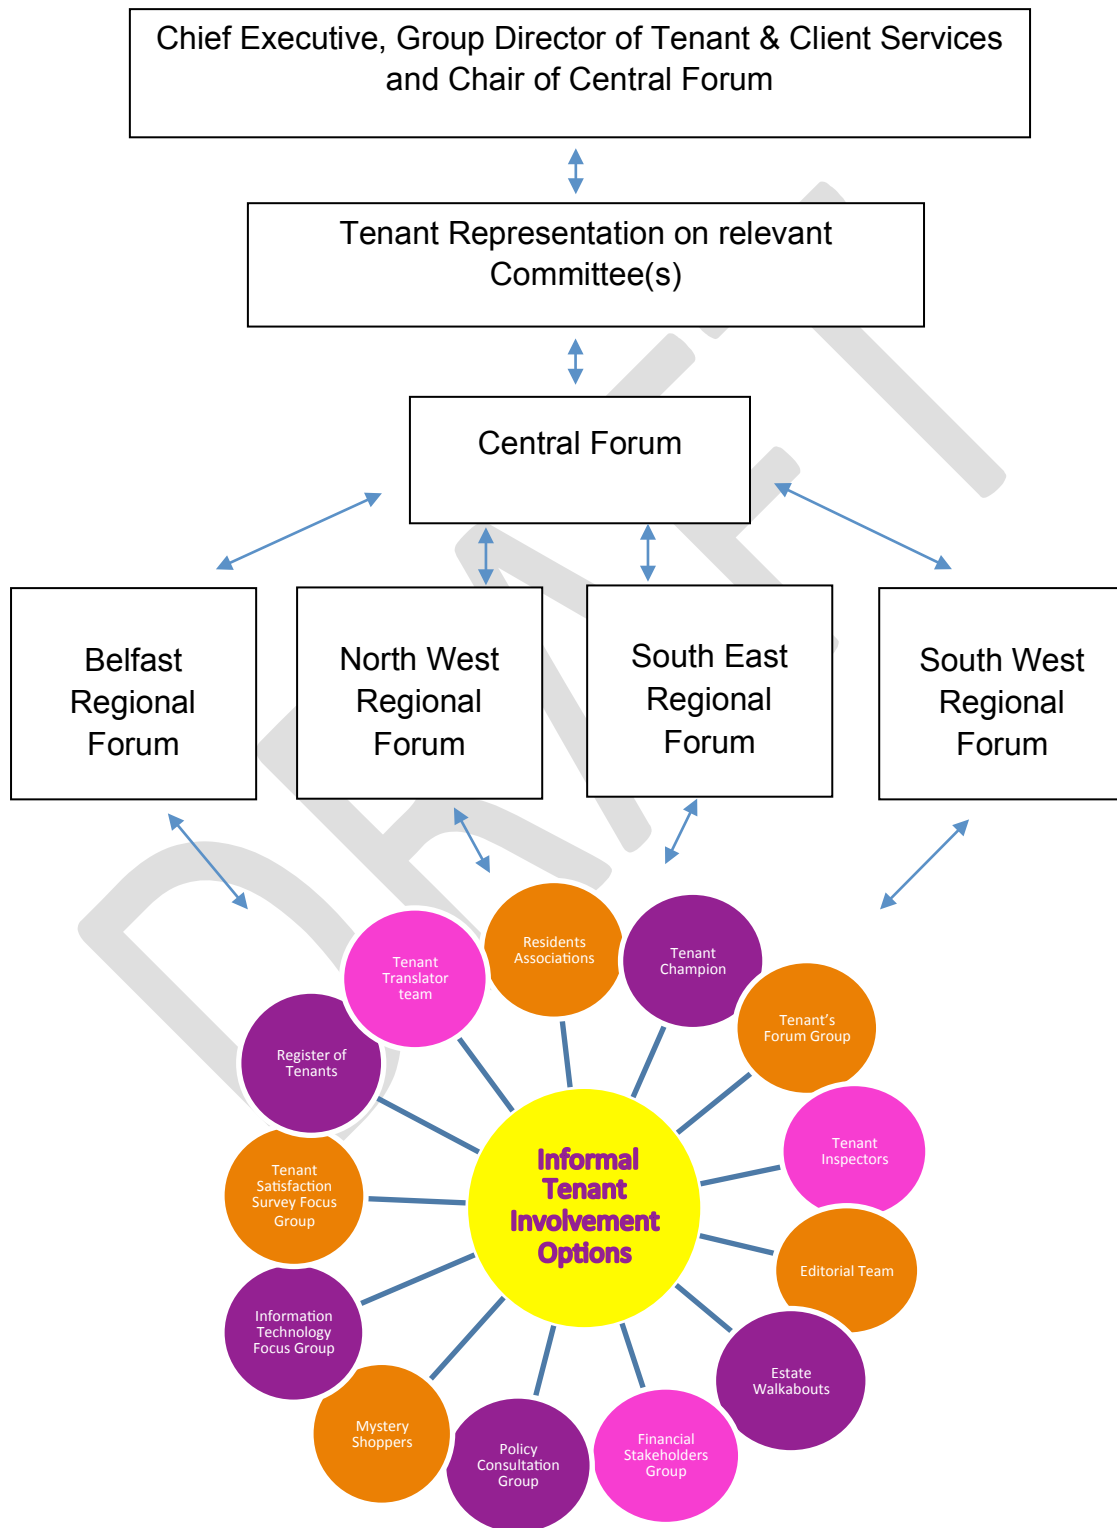 Chief Executive, Group Director of Tenant & Client Services
and Chair of Central Forum
Tenant Representation on relevant
Committee(s)
Central Forum
Belfast
Regional
Forum
North West
Regional
Forum
South East
Regional
Forum
South West
Regional
Forum
DRAFT
Residents
Associations
Tenant
Champion
Tenant's
Forum Group
Tenant
Inspectors
Editorial Team
Estate
Walkabouts
Financial
Stakeholders
Group
Policy
Consultation
Group
Mystery
Shoppers
Information
Technology
Focus Group
Tenant
Satisfaction
Survey Focus
Group
Register of
Tenants
Tenant
Translator
team
Informal
Tenant
Involvement
Options